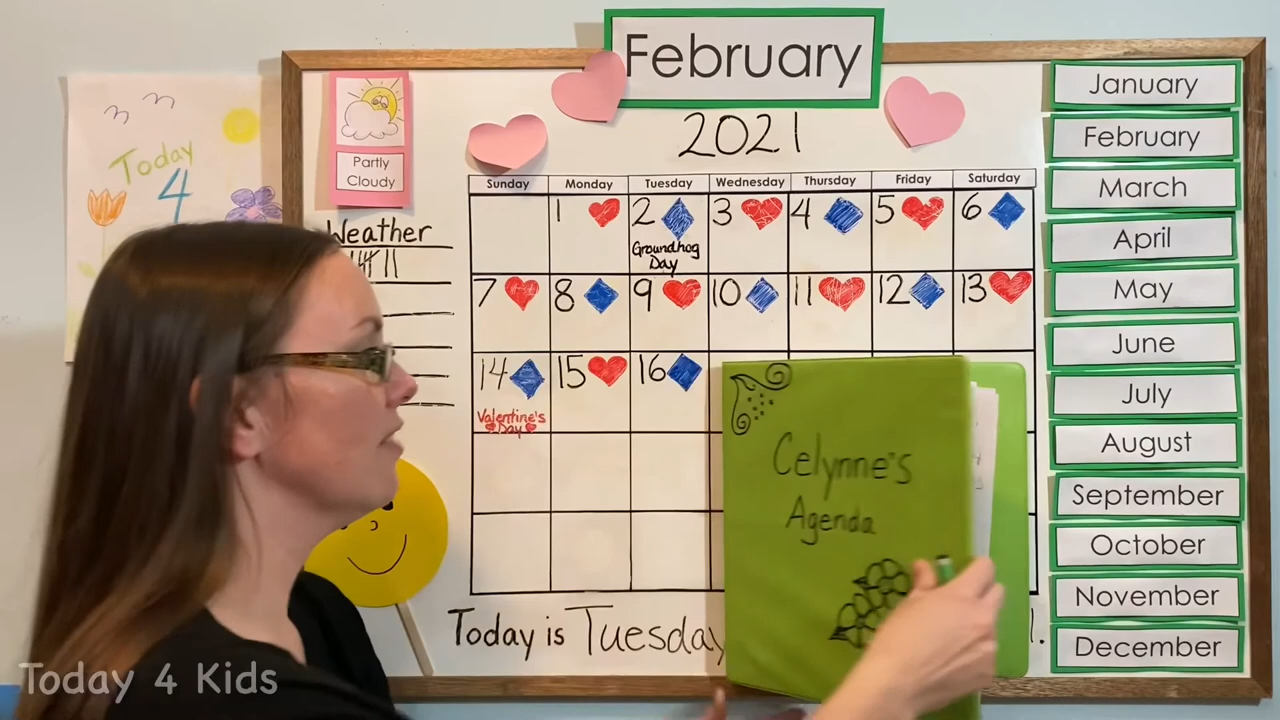 February
2021
Today
4
Partly
Cloudy
Weather
Sunday Monday Tuesday Wednesday Thursday Friday Saturday
1 2 3 4 5 6
Groundhog
Day
7 8 9 10 11 12 13
14 15 16
Valentine's
Day
Celynne's
Agenda
Today is Tuesday
January
February
March
April
May
June
July
August
September
October
November
December
Today 4 Kids